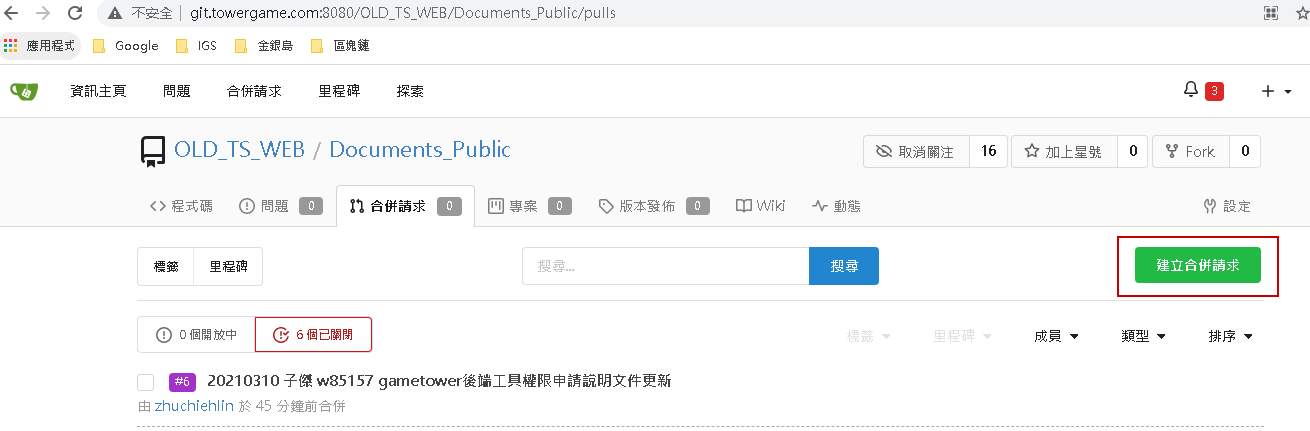 不安全 git.towergame.com:8080/OLD_TS_WEB/Documents_Public/pulls
應用程式 Google IGS 金銀島 區塊鏈
資訊主頁 問題 合併請求 里程碑 探索 3
OLD_TS_WEB / Documents_Public 取消關注 16 加上星號 0 Fork 0
程式碼 問題 0 合併請求 0 專案 0 版本發佈 0 Wiki 動態 設定
標籤 里程碑 搜尋... 搜尋 建立合併請求
0 個開放中 6 個已關閉 標籤 里程碑 成員 類型 排序
#6 20210310 子傑 w85157 gametower後端工具權限申請說明文件更新
由 zhuchiehlin 於 45 分鐘前合併